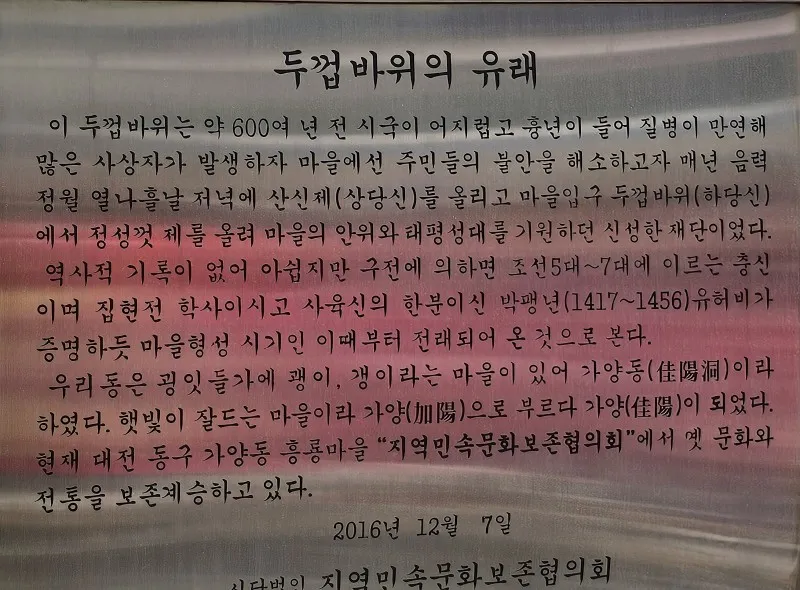 두껍바위의 유래
이 두껍바위는 약 600여 년 전 시국이 어지럽고 흉년이 들어 질병이 만연해
많은 사상자가 발생하자 마을에선 주민들의 불안을 해소하고자 매년 음력
정월 열나흘날 저녁에 산신제(상당신)를 올리고 마을입구 두껍바위(하당신)
에서 정성껏 제를 올려 마을의 안위와 태평성대를 기원하던 신성한 재단이었다.
역사적 기록이 없어 아쉽지만 구전에 의하면 조선5대~7대에 이르는 충신
이며 집현전 학사이시고 사육신의 한분이신 박팽년(1417~1456)유허비가
증명하듯 마을형성 시기인 이때부터 전래되어 온 것으로 본다.
우리동은 굉잇들가에 괭이, 갱이라는 마을이 있어 가양동(佳陽洞)이라
하였다. 햇빛이 잘드는 마을이라 가양(加陽)으로 부르다 가양(佳陽)이 되었다.
현재 대전 동구 가양동 흥룡마을 “지역민속문화보존협의회”에서 옛 문화와
전통을 보존계승하고 있다.
2016년 12월 7일
사단법인 지역민속문화보존협의회